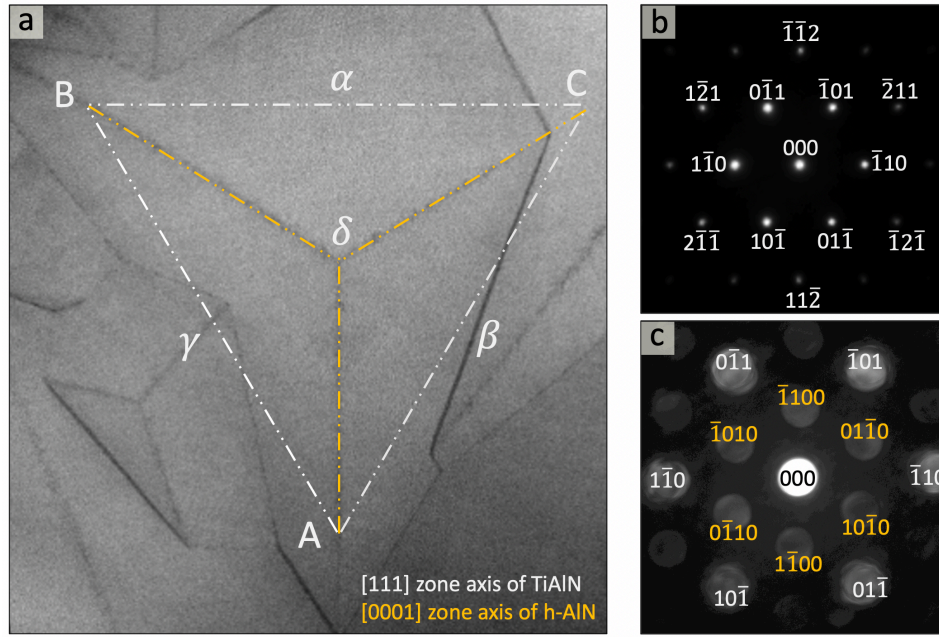 a
B α C
δ
γ β
A
[111] zone axis of TiAlN
[0001] zone axis of h-AlN
b
1̅1̅2
12̅1 01̅1 1̅01 2̅11
11̅0 000 1̅10
21̅1̅ 101̅ 011̅ 1̅21̅
112̅
c
01̅1 1̅01
1̅100
1̅010 011̅0
11̅0 000 1̅10
01̅10 101̅0
11̅00
101̅ 011̅